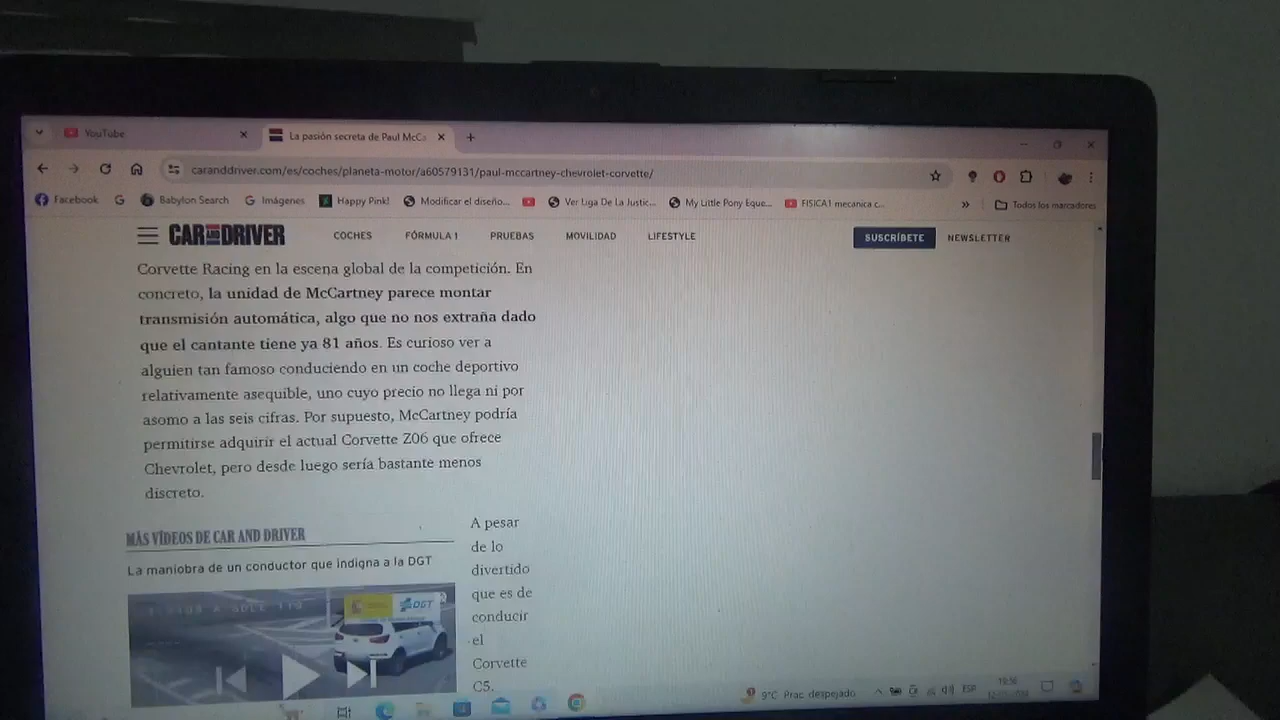 YouTube
La pasión secreta de Paul McCa
caranddriver.com/es/coches/planeta-motor/a60579131/paul-mccartney-chevrolet-corvette/
Facebook
Babylon Search
Imágenes
Happy Pink!
Modificar el diseño...
Ver Liga De La Justic...
My Little Pony Eque...
FISICA1 mecanica c...
»
Todos los marcadores
CAR AND DRIVER
COCHES
FÓRMULA 1
PRUEBAS
MOVILIDAD
LIFESTYLE
SUSCRÍBETE
NEWSLETTER
Corvette Racing en la escena global de la competición. En
concreto, la unidad de McCartney parece montar
transmisión automática, algo que no nos extraña dado
que el cantante tiene ya 81 años. Es curioso ver a
alguien tan famoso conduciendo en un coche deportivo
relativamente asequible, uno cuyo precio no llega ni por
asomo a las seis cifras. Por supuesto, McCartney podría
permitirse adquirir el actual Corvette Z06 que ofrece
Chevrolet, pero desde luego sería bastante menos
discreto.
MÁS VÍDEOS DE CAR AND DRIVER
La maniobra de un conductor que indigna a la DGT
DGT
A pesar
de lo
divertido
que es de
conducir
el
Corvette
C5,
9°C Prac. despejado
ESP